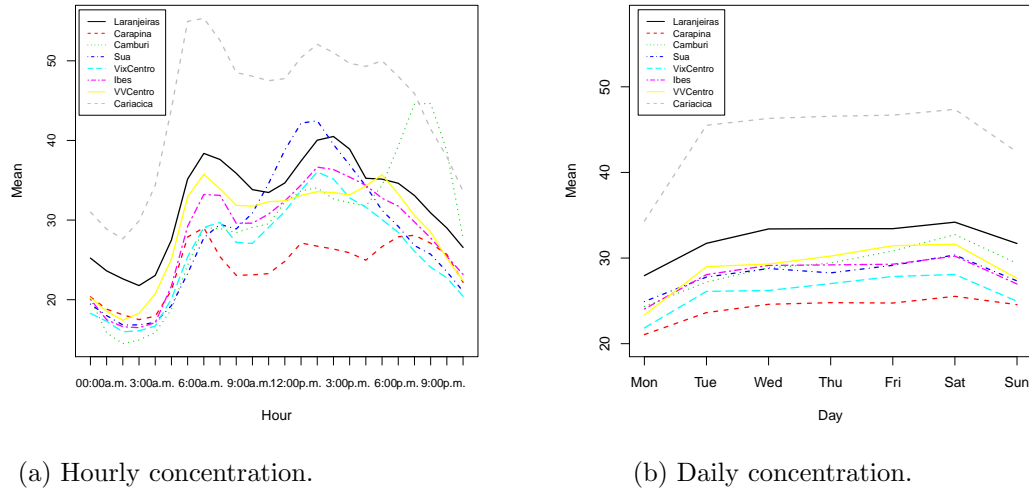 Laranjeiras
Carapina
Camburi
Sua
VixCentro
Ibes
VVCentro
Cariacica
50
40
30
20
Mean
00:00a.m. 3:00a.m. 6:00a.m. 9:00a.m. 12:00p.m. 3:00p.m. 6:00p.m. 9:00p.m.
Hour
(a) Hourly concentration.
Laranjeiras
Carapina
Camburi
Sua
VixCentro
Ibes
VVCentro
Cariacica
50
40
30
20
Mean
Mon Tue Wed Thu Fri Sat Sun
Day
(b) Daily concentration.